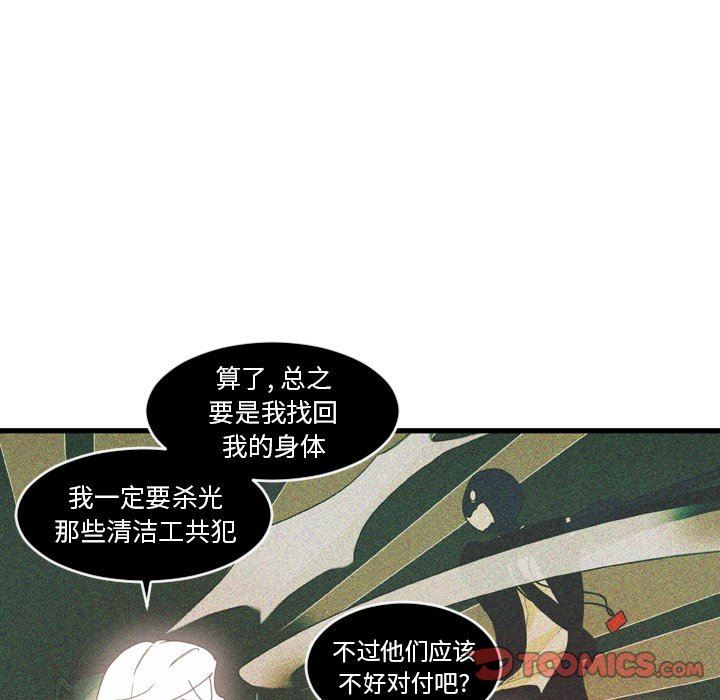 算了, 总之
要是我找回
我的身体
我一定要杀光
那些清洁工共犯
不过他们应该
不好对付吧?
TOOMICS.COM